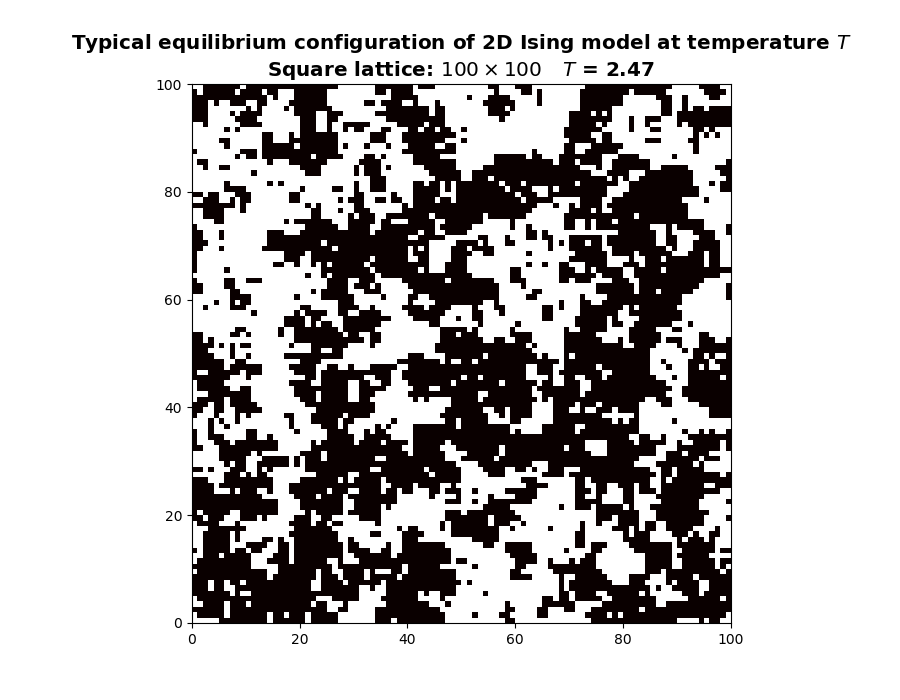 Typical equilibrium configuration of 2D Ising model at temperature T
Square lattice: 100 × 100 T = 2.47
100
80
60
40
20
0
0 20 40 60 80 100